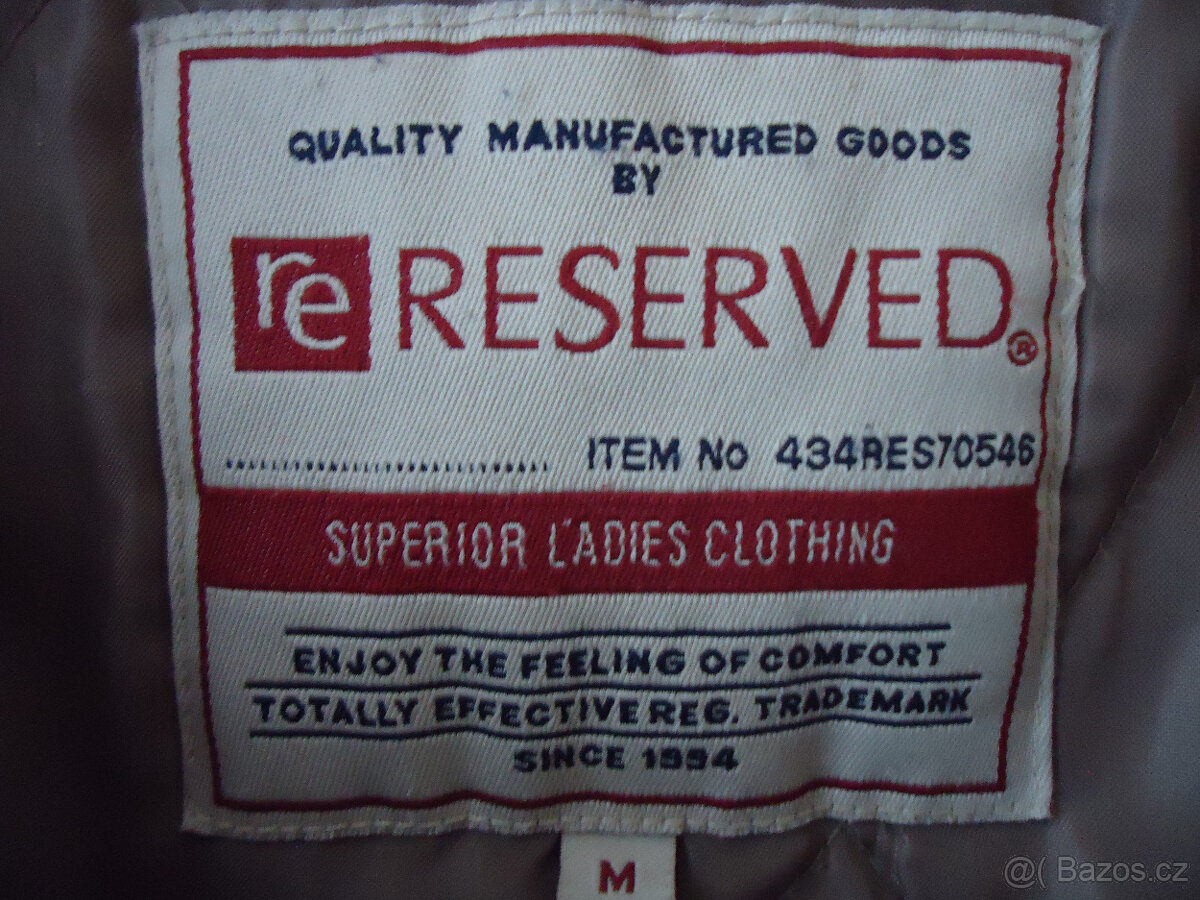 QUALITY MANUFACTURED GOODS
BY
re RESERVED®
.............................. ITEM No 434RES70546
SUPERIOR L'ADIES CLOTHING
ENJOY THE FEELING OF COMFORT
TOTALLY EFFECTIVE REG. TRADEMARK
SINCE 1994
M
@( Bazos.cz